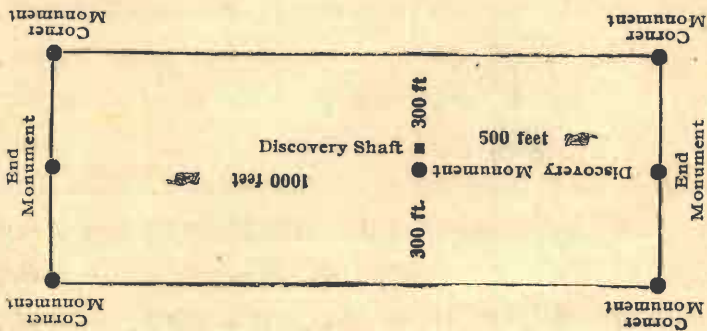 Corner
Monument
Corner
Monument
End
Monument
300 ft
500 feet
Discovery Shaft
Discovery Monument
1000 feet
300 ft.
End
Monument
Corner
Monument
Corner
Monument